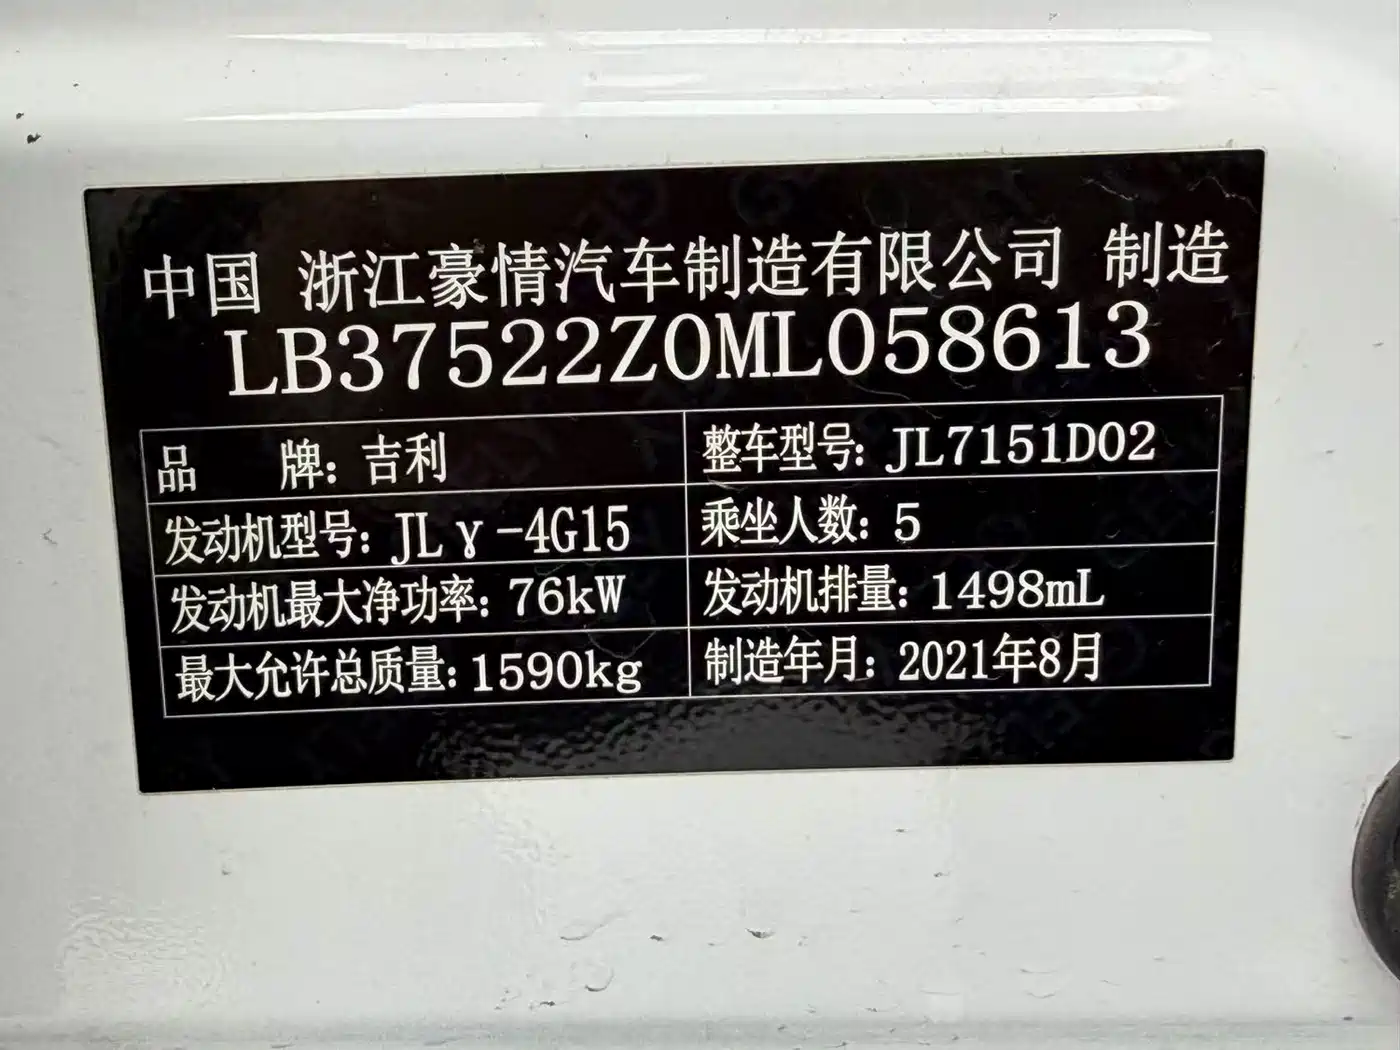 中国 浙江豪情汽车制造有限公司 制造
LB37522Z0ML058613
品 牌：吉利 整车型号：JL7151D02
发动机型号：JLγ-4G15 乘坐人数：5
发动机最大净功率：76kW 发动机排量：1498mL
最大允许总质量：1590kg 制造年月：2021年8月